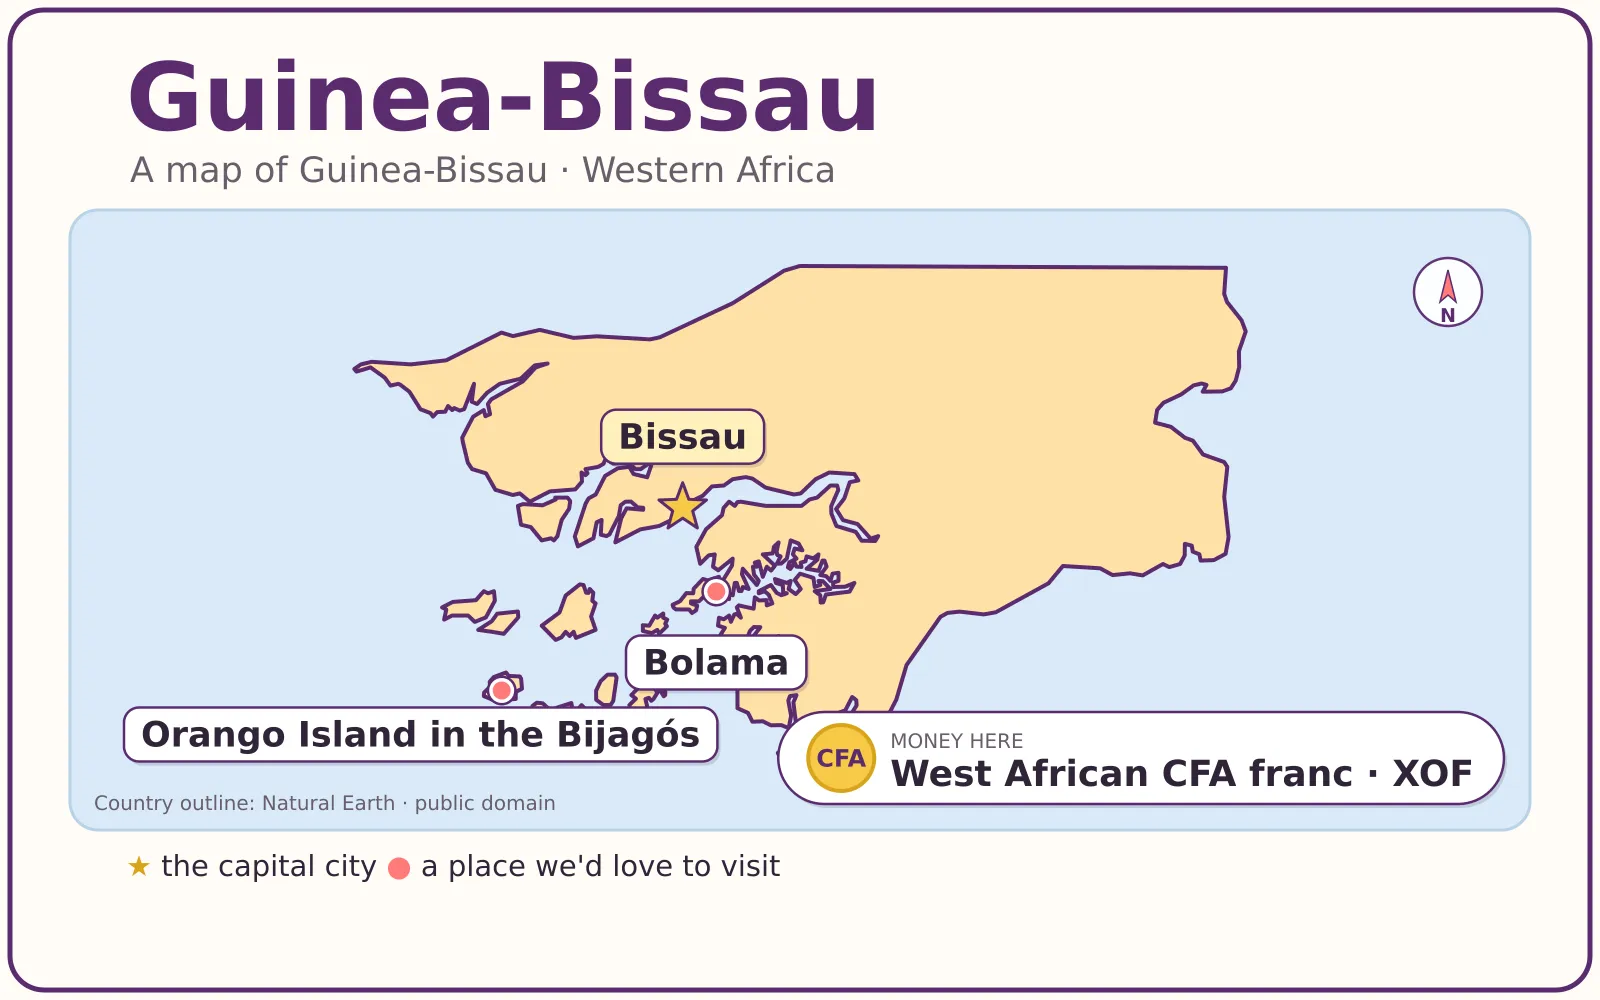 Guinea-Bissau
A map of Guinea-Bissau · Western Africa
N
Bissau
Bolama
Orango Island in the Bijagós
CFA
MONEY HERE
West African CFA franc · XOF
Country outline: Natural Earth · public domain
★ the capital city ● a place we'd love to visit